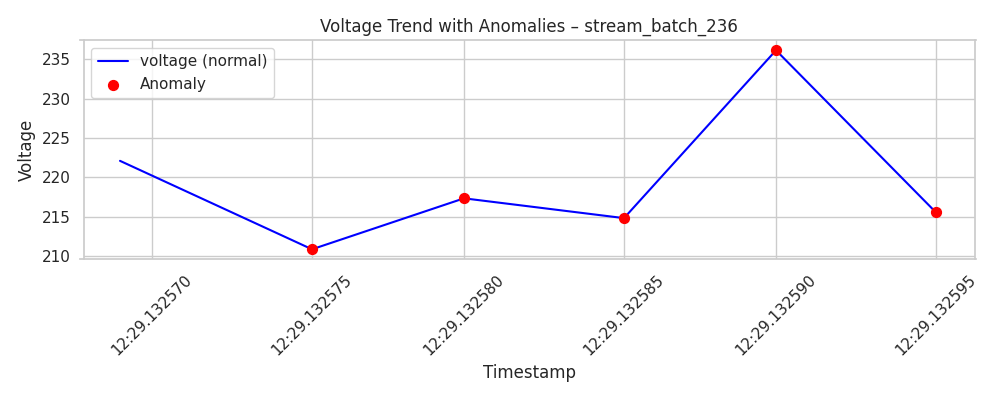 Voltage Trend with Anomalies – stream_batch_236
voltage (normal)
Anomaly
Voltage
235
230
225
220
215
210
12:29.132570
12:29.132575
12:29.132580
12:29.132585
12:29.132590
12:29.132595
Timestamp